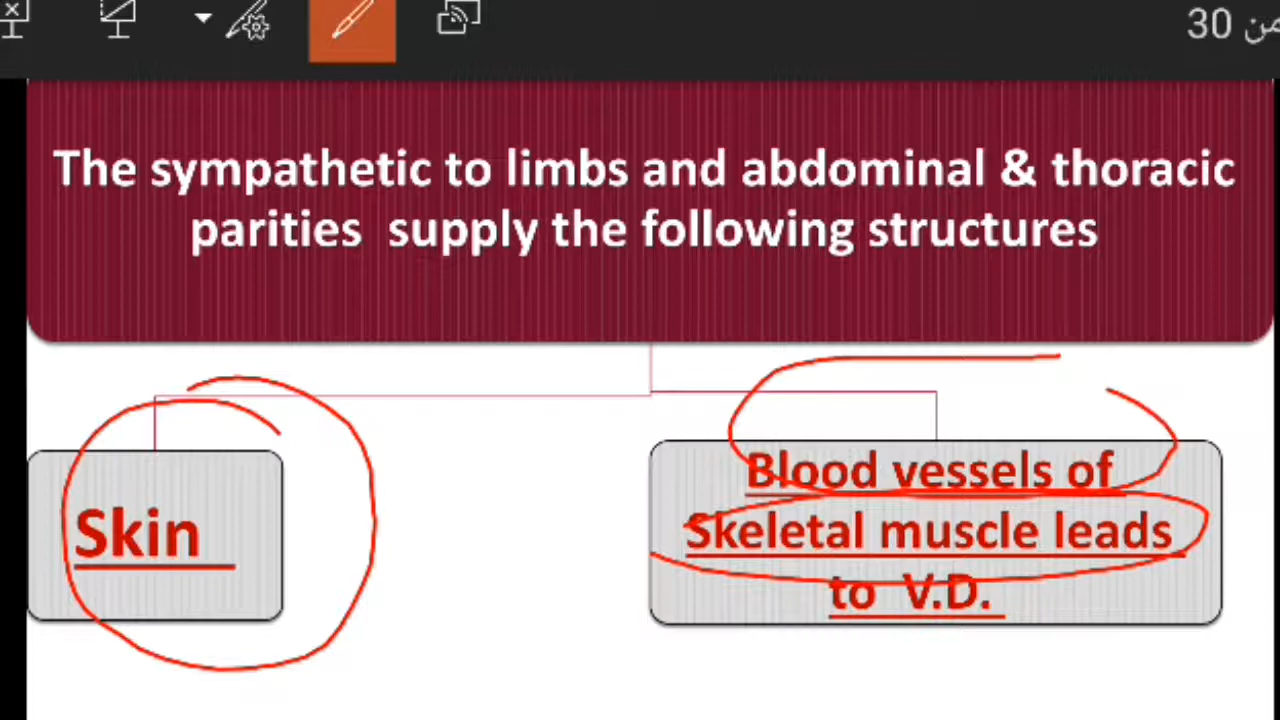 من 30
The sympathetic to limbs and abdominal & thoracic
parities supply the following structures
Skin
Blood vessels of
Skeletal muscle leads
to V.D.